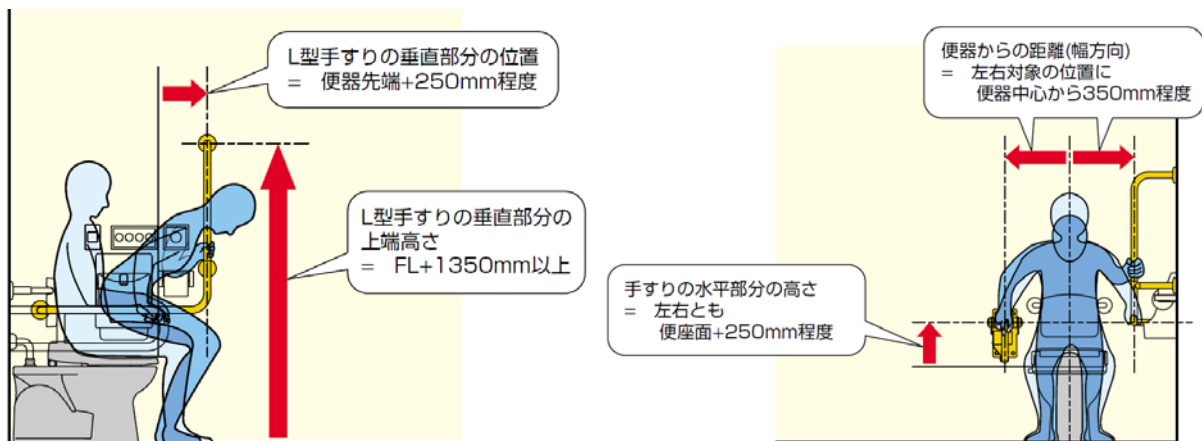 L型手すりの垂直部分の位置
= 便器先端+250mm程度
L型手すりの垂直部分の
上端高さ
= FL+1350mm以上
便器からの距離(幅方向)
= 左右対象の位置に
便器中心から350mm程度
手すりの水平部分の高さ
= 左右とも
便座面+250mm程度